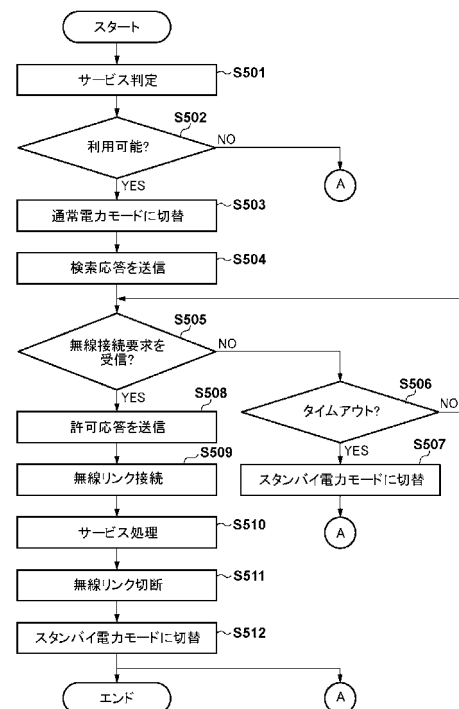 スタート
サービス判定
S501
利用可能?
S502
NO
A
YES
通常電力モードに切替
S503
検索応答を送信
S504
無線接続要求を
受信?
S505
NO
タイムアウト?
S506
NO
YES
スタンバイ電力モードに切替
S507
A
YES
許可応答を送信
S508
無線リンク接続
S509
サービス処理
S510
無線リンク切断
S511
スタンバイ電力モードに切替
S512
エンド
A